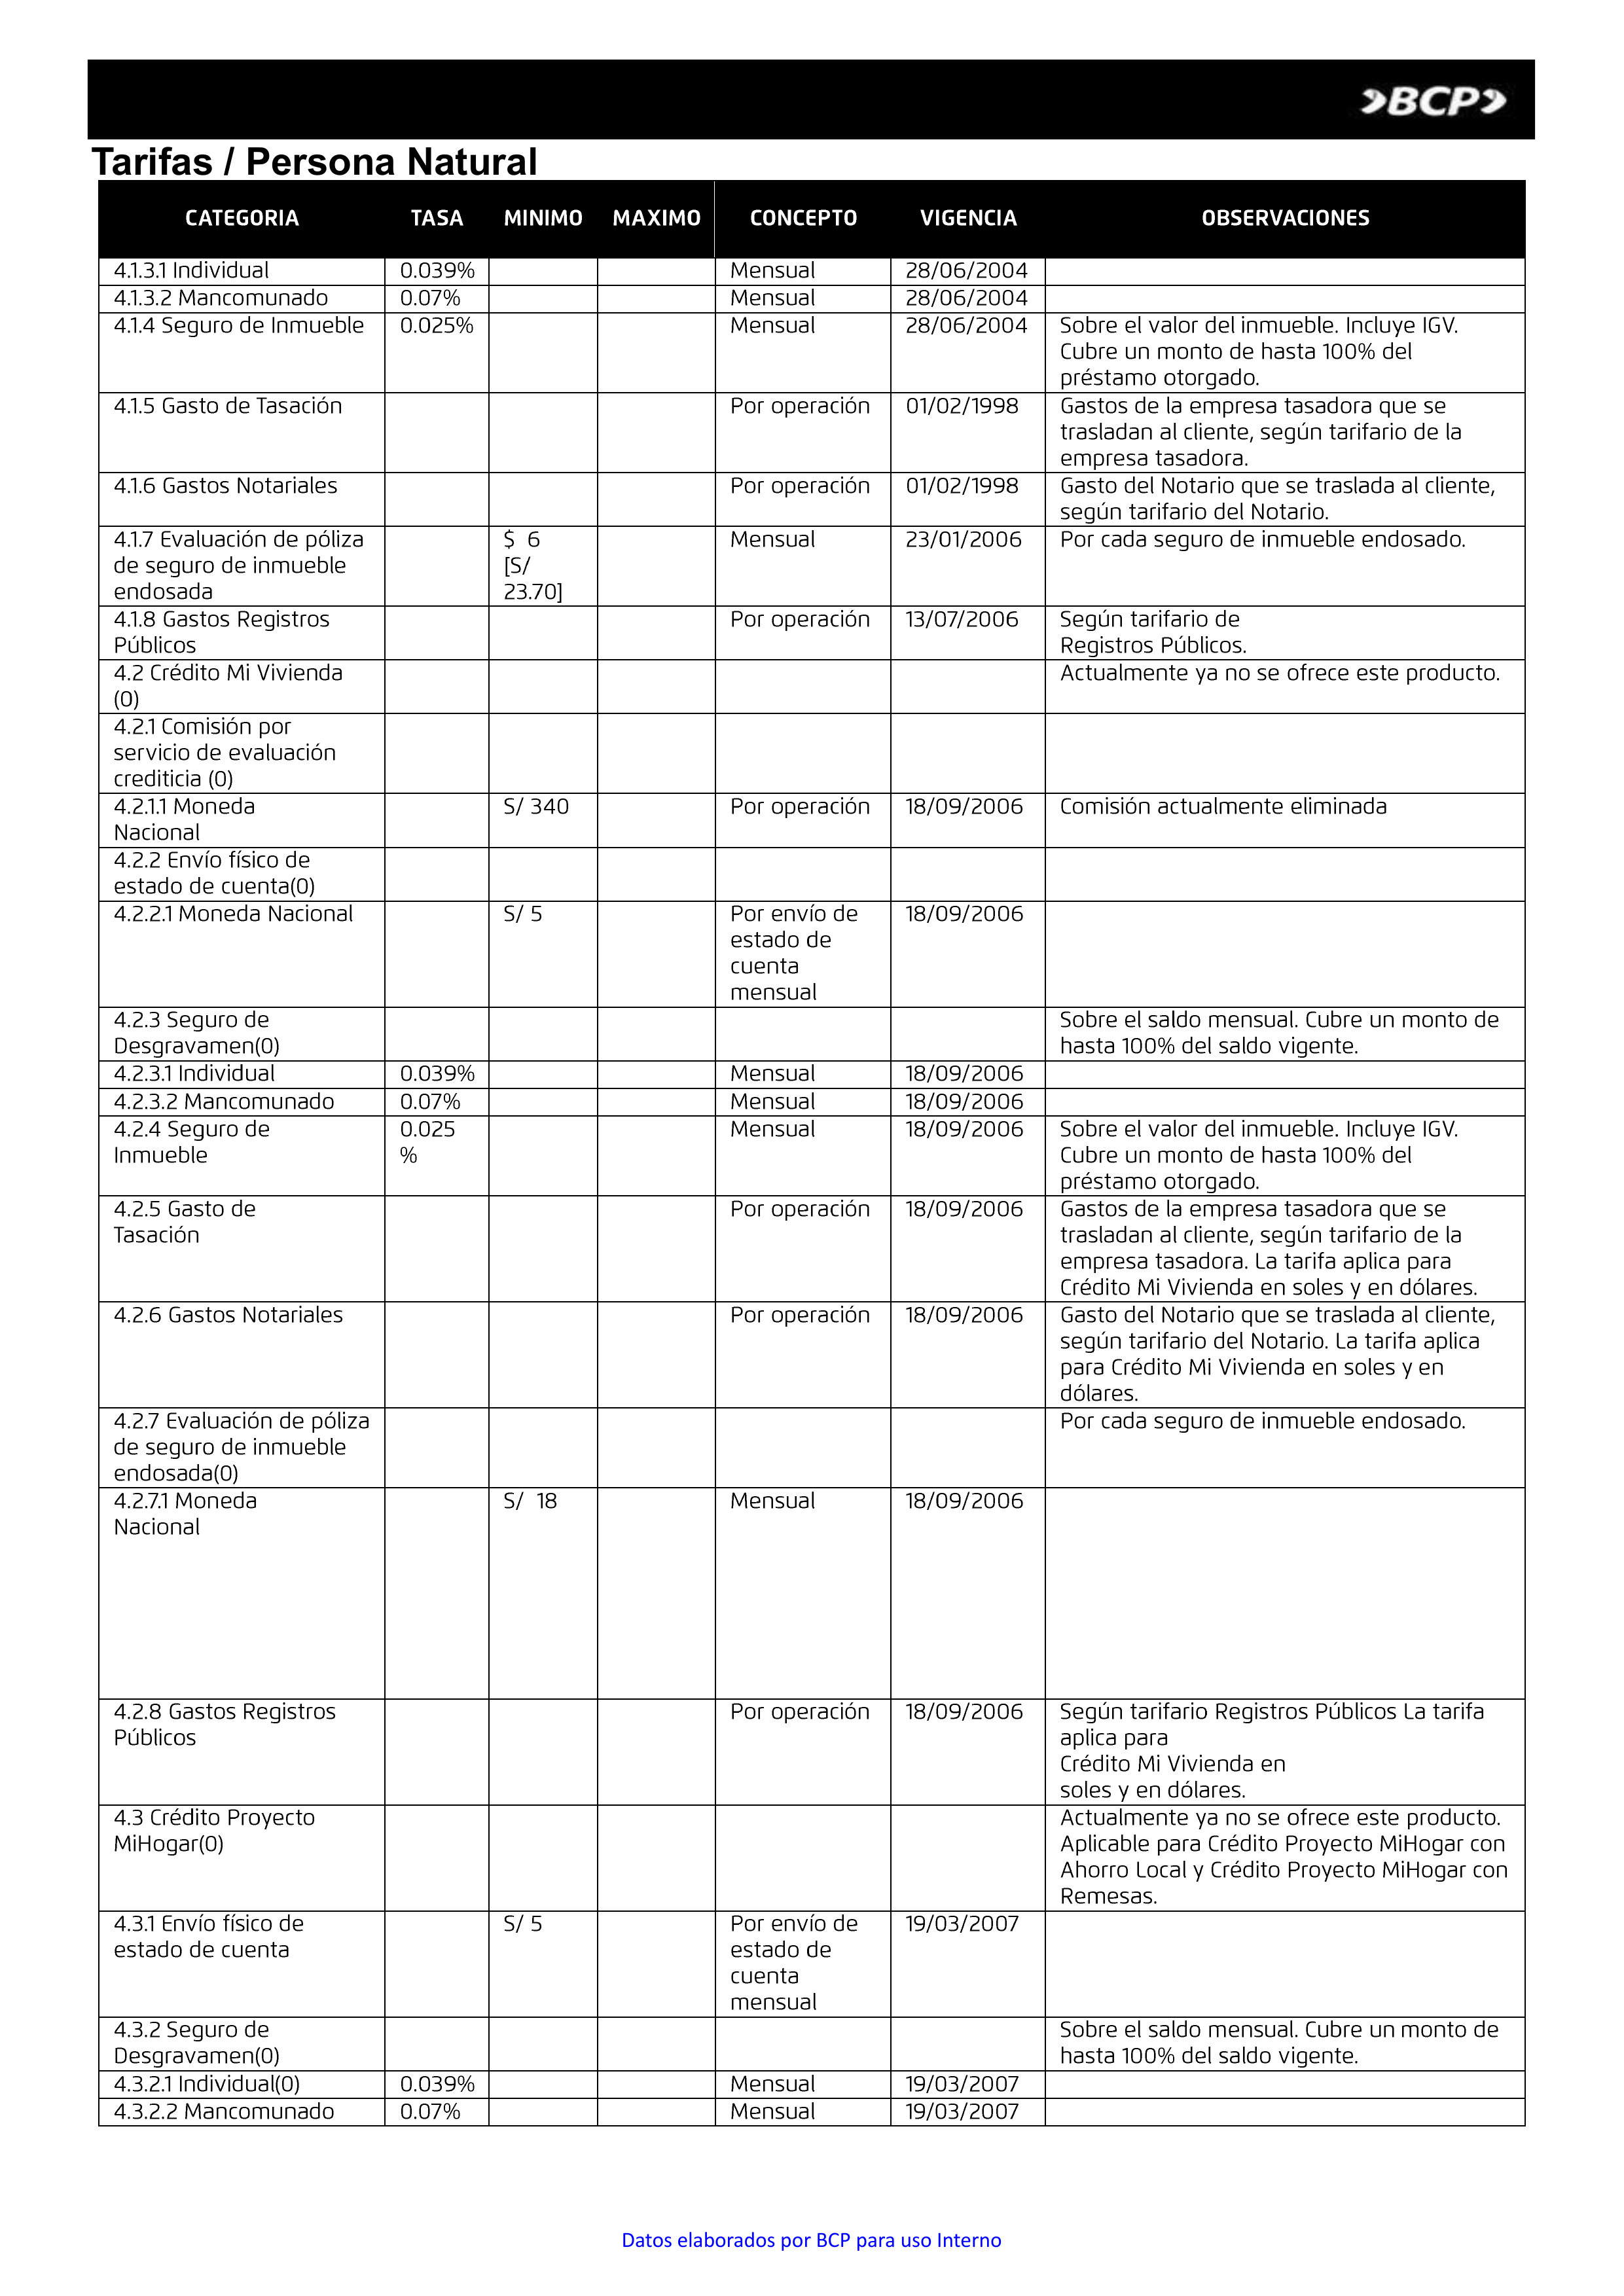 BCP
Tarifas / Persona Natural
CATEGORIA TASA MINIMO MAXIMO CONCEPTO VIGENCIA OBSERVACIONES
4.1.3.1 Individual 0.039% Mensual 28/06/2004
4.1.3.2 Mancomunado 0.07% Mensual 28/06/2004
4.1.4 Seguro de Inmueble 0.025% Mensual 28/06/2004 Sobre el valor del inmueble. Incluye IGV.
Cubre un monto de hasta 100% del
préstamo otorgado.
4.1.5 Gasto de Tasación Por operación 01/02/1998 Gastos de la empresa tasadora que se
trasladan al cliente, según tarifario de la
empresa tasadora.
4.1.6 Gastos Notariales Por operación 01/02/1998 Gasto del Notario que se traslada al cliente,
según tarifario del Notario.
4.1.7 Evaluación de póliza $ 6 Mensual 23/01/2006 Por cada seguro de inmueble endosado.
de seguro de inmueble [S/
endosada 23.70]
4.1.8 Gastos Registros Por operación 13/07/2006 Según tarifario de
Públicos Registros Públicos.
4.2 Crédito Mi Vivienda Actualmente ya no se ofrece este producto.
(0)
4.2.1 Comisión por
servicio de evaluación
crediticia (0)
4.2.1.1 Moneda S/ 340 Por operación 18/09/2006 Comisión actualmente eliminada
Nacional
4.2.2 Envío físico de
estado de cuenta(0)
4.2.2.1 Moneda Nacional S/ 5 Por envío de 18/09/2006
estado de
cuenta
mensual
4.2.3 Seguro de Sobre el saldo mensual. Cubre un monto de
Desgravamen(0) hasta 100% del saldo vigente.
4.2.3.1 Individual 0.039% Mensual 18/09/2006
4.2.3.2 Mancomunado 0.07% Mensual 18/09/2006
4.2.4 Seguro de 0.025 Mensual 18/09/2006 Sobre el valor del inmueble. Incluye IGV.
Inmueble % Cubre un monto de hasta 100% del
préstamo otorgado.
4.2.5 Gasto de Por operación 18/09/2006 Gastos de la empresa tasadora que se
Tasación trasladan al cliente, según tarifario de la
empresa tasadora. La tarifa aplica para
Crédito Mi Vivienda en soles y en dólares.
4.2.6 Gastos Notariales Por operación 18/09/2006 Gasto del Notario que se traslada al cliente,
según tarifario del Notario. La tarifa aplica
para Crédito Mi Vivienda en soles y en
dólares.
4.2.7 Evaluación de póliza Por cada seguro de inmueble endosado.
de seguro de inmueble
endosada(0)
4.2.7.1 Moneda S/ 18 Mensual 18/09/2006
Nacional
4.2.8 Gastos Registros Por operación 18/09/2006 Según tarifario Registros Públicos La tarifa
Públicos aplica para
Crédito Mi Vivienda en
soles y en dólares.
4.3 Crédito Proyecto Actualmente ya no se ofrece este producto.
MiHogar(0) Aplicable para Crédito Proyecto MiHogar con
Ahorro Local y Crédito Proyecto MiHogar con
Remesas.
4.3.1 Envío físico de S/ 5 Por envío de 19/03/2007
estado de cuenta estado de
cuenta
mensual
4.3.2 Seguro de Sobre el saldo mensual. Cubre un monto de
Desgravamen(0) hasta 100% del saldo vigente.
4.3.2.1 Individual(0) 0.039% Mensual 19/03/2007
4.3.2.2 Mancomunado 0.07% Mensual 19/03/2007
Datos elaborados por BCP para uso Interno